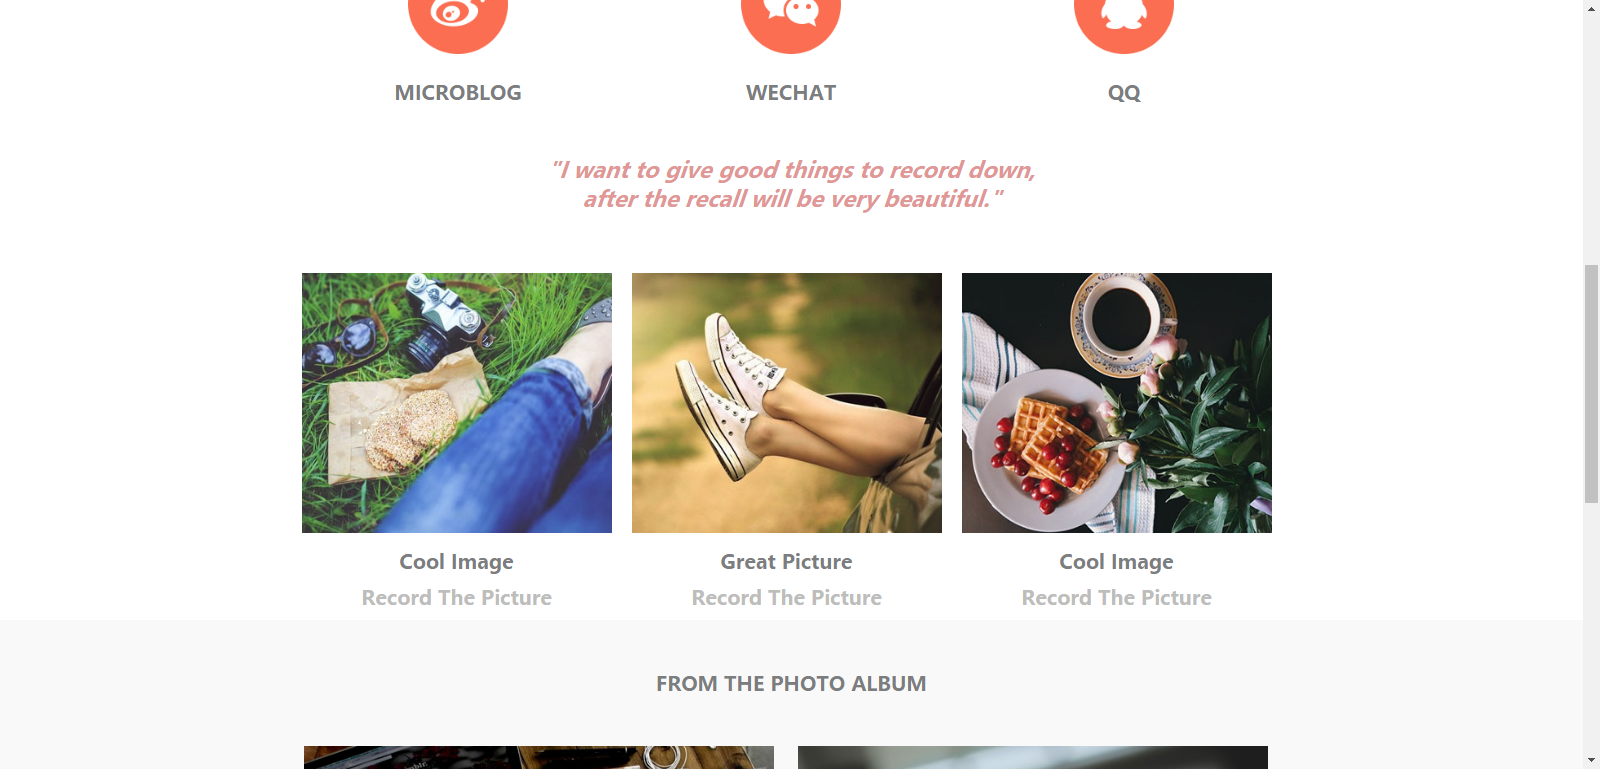 MICROBLOG
WECHAT
QQ
"I want to give good things to record down,
after the recall will be very beautiful."
Cool Image
Great Picture
Cool Image
Record The Picture
Record The Picture
Record The Picture
FROM THE PHOTO ALBUM